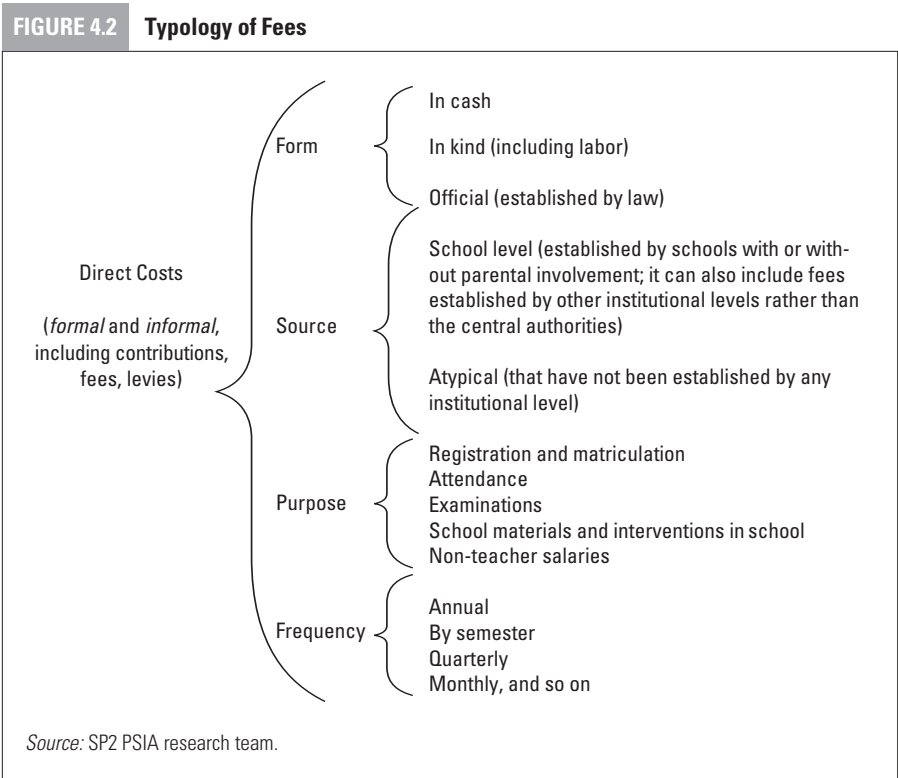 FIGURE 4.2 Typology of Fees
Direct Costs
(formal and informal,
including contributions,
fees, levies)
Form
In cash
In kind (including labor)
Official (established by law)
Source
School level (established by schools with or with-
out parental involvement; it can also include fees
established by other institutional levels rather than
the central authorities)
Atypical (that have not been established by any
institutional level)
Purpose
Registration and matriculation
Attendance
Examinations
School materials and interventions in school
Non-teacher salaries
Frequency
Annual
By semester
Quarterly
Monthly, and so on
Source: SP2 PSIA research team.